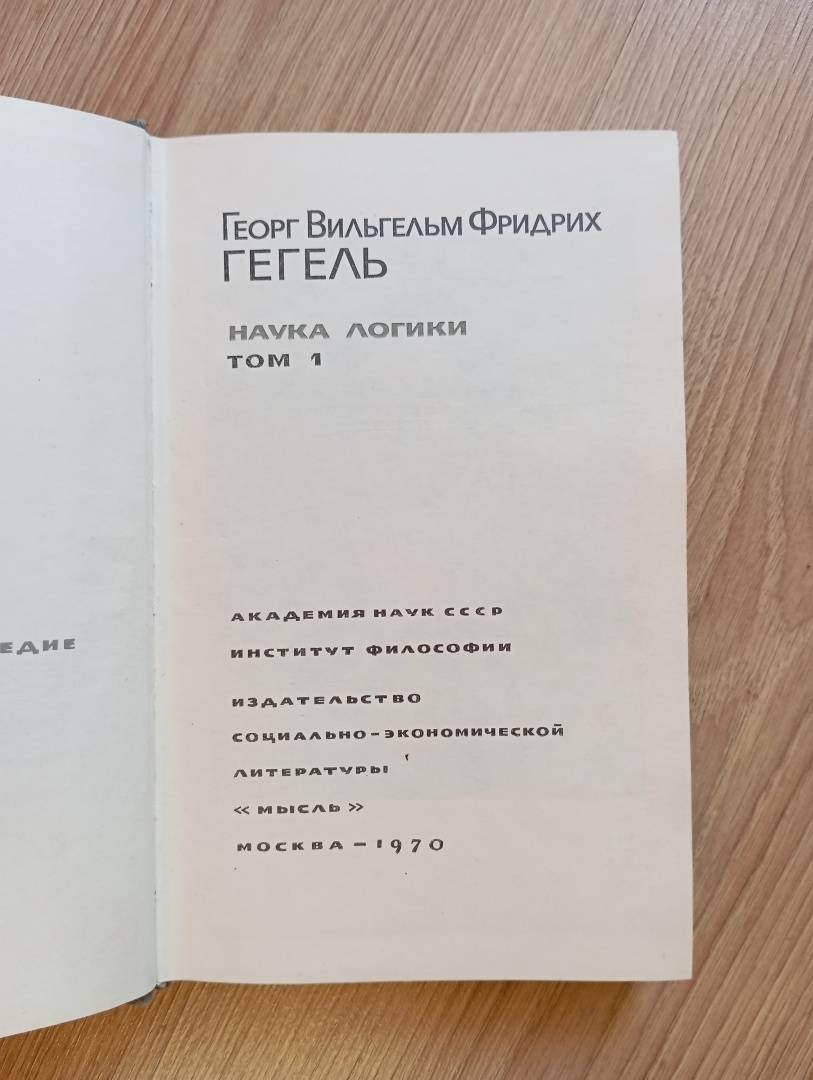 Георг Вильгельм Фридрих
ГЕГЕЛЬ
НАУКА ЛОГИКИ
ТОМ 1
ЕДИЕ
АКАДЕМИЯ НАУК СССР
ИНСТИТУТ ФИЛОСОФИИ
ИЗДАТЕЛЬСТВО
СОЦИАЛЬНО-ЭКОНОМИЧЕСКОЙ
ЛИТЕРАТУРЫ
« МЫСЛЬ »
МОСКВА – 1970